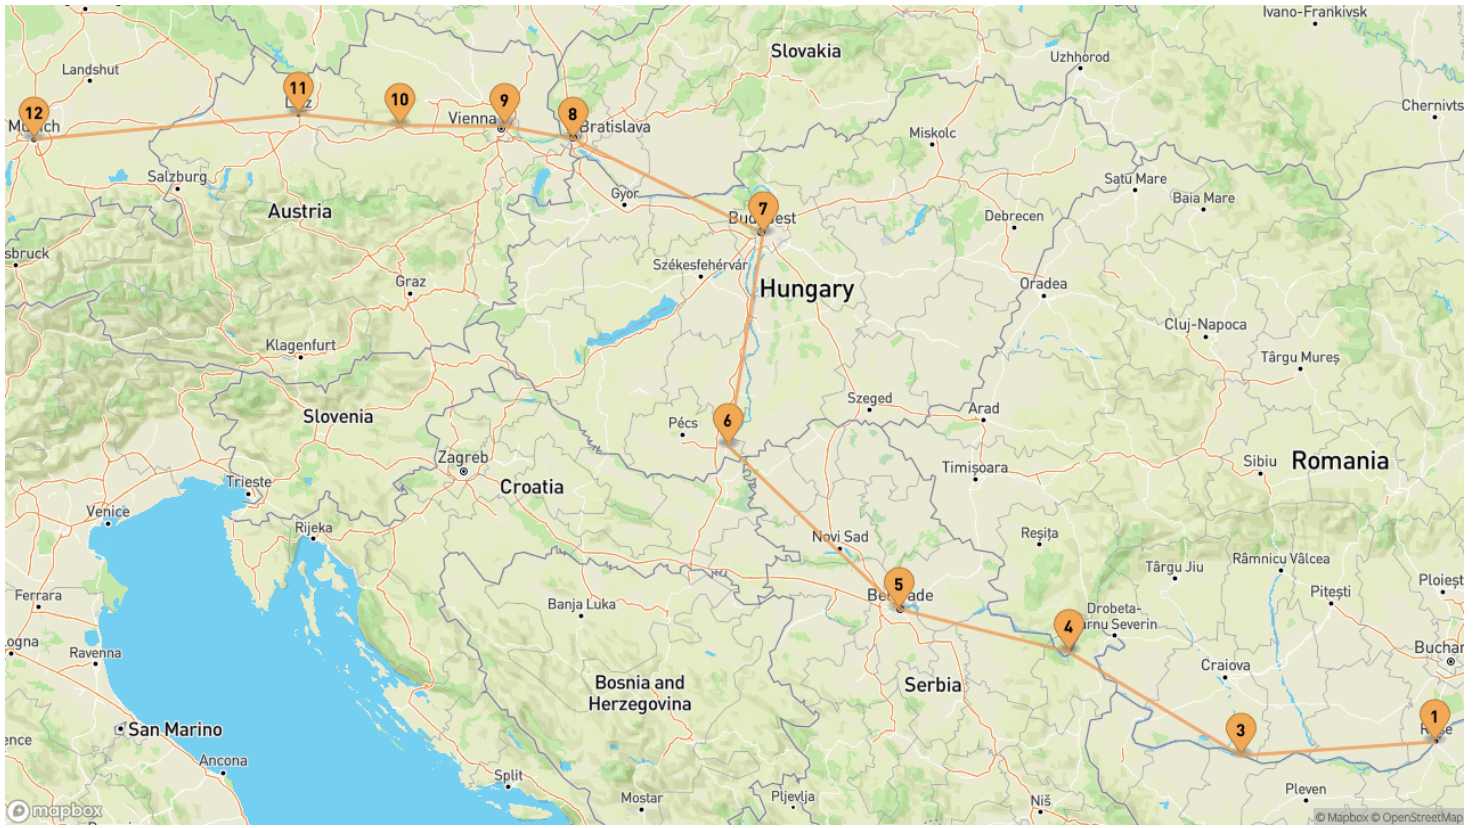 Ivano-Frankivsk
Slovakia
Uzhhorod
Landshut
11
12
10
9
8
Vienna
Bratislava
Chernivts
Miskolc
Salzburg
Satu Mare
Baia Mare
Gyor
Austria
7
Debrecen
sbruck
Székesfehérvár
Graz
Hungary
Oradea
Cluj-Napoca
Klagenfurt
Târgu Mureș
Slovenia
6
Pécs
Szeged
Arad
Zagreb
Timișoara
Sibiu
Romania
Trieste
Croatia
Venice
Rijeka
Novi Sad
Reșița
Râmnicu Vâlcea
Târgu Jiu
5
Ploieșt
Ferrara
Banja Luka
Pitești
Drobeta-
urnu Severin
4
logna
Ravenna
Buchar
Craiova
Bosnia and
Herzegovina
Serbia
1
3
San Marino
ence
Ancona
Split
Mostar
Pljevlja
Niš
Pleven
mapbox
© Mapbox © OpenStreetMap